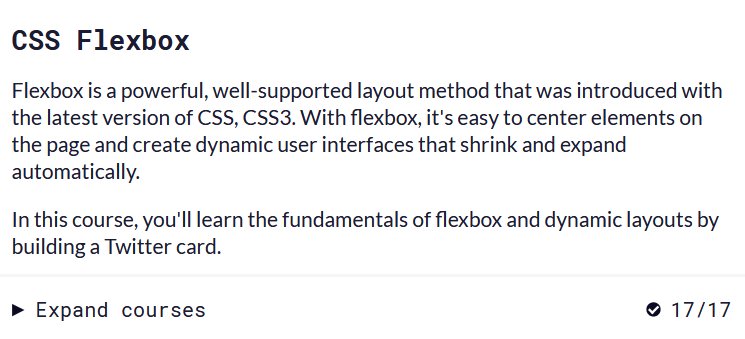 CSS Flexbox
Flexbox is a powerful, well-supported layout method that was introduced with
the latest version of CSS, CSS3. With flexbox, it's easy to center elements on
the page and create dynamic user interfaces that shrink and expand
automatically.
In this course, you'll learn the fundamentals of flexbox and dynamic layouts by
building a Twitter card.
Expand courses 17/17